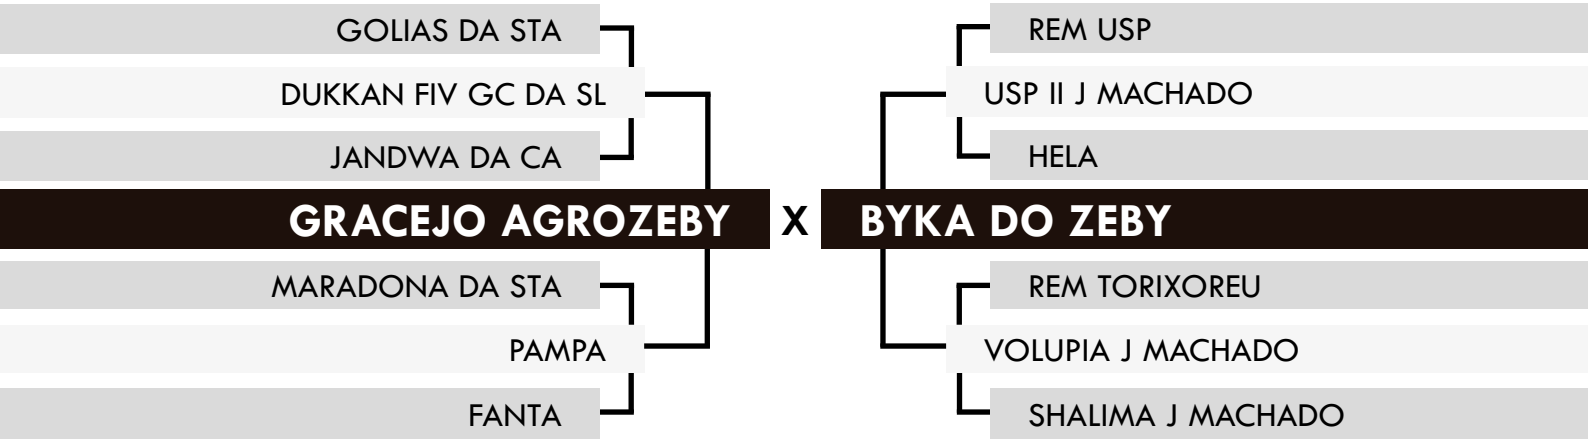 GOLIAS DA STA
DUKKAN FIV GC DA SL
JANDWA DA CA
GRACEJO AGROZEBY X BYKA DO ZEBY
MARADONA DA STA
PAMPA
FANTA
REM USP
USP II J MACHADO
HELA
REM TORIXOREU
VOLUPIA J MACHADO
SHALIMA J MACHADO